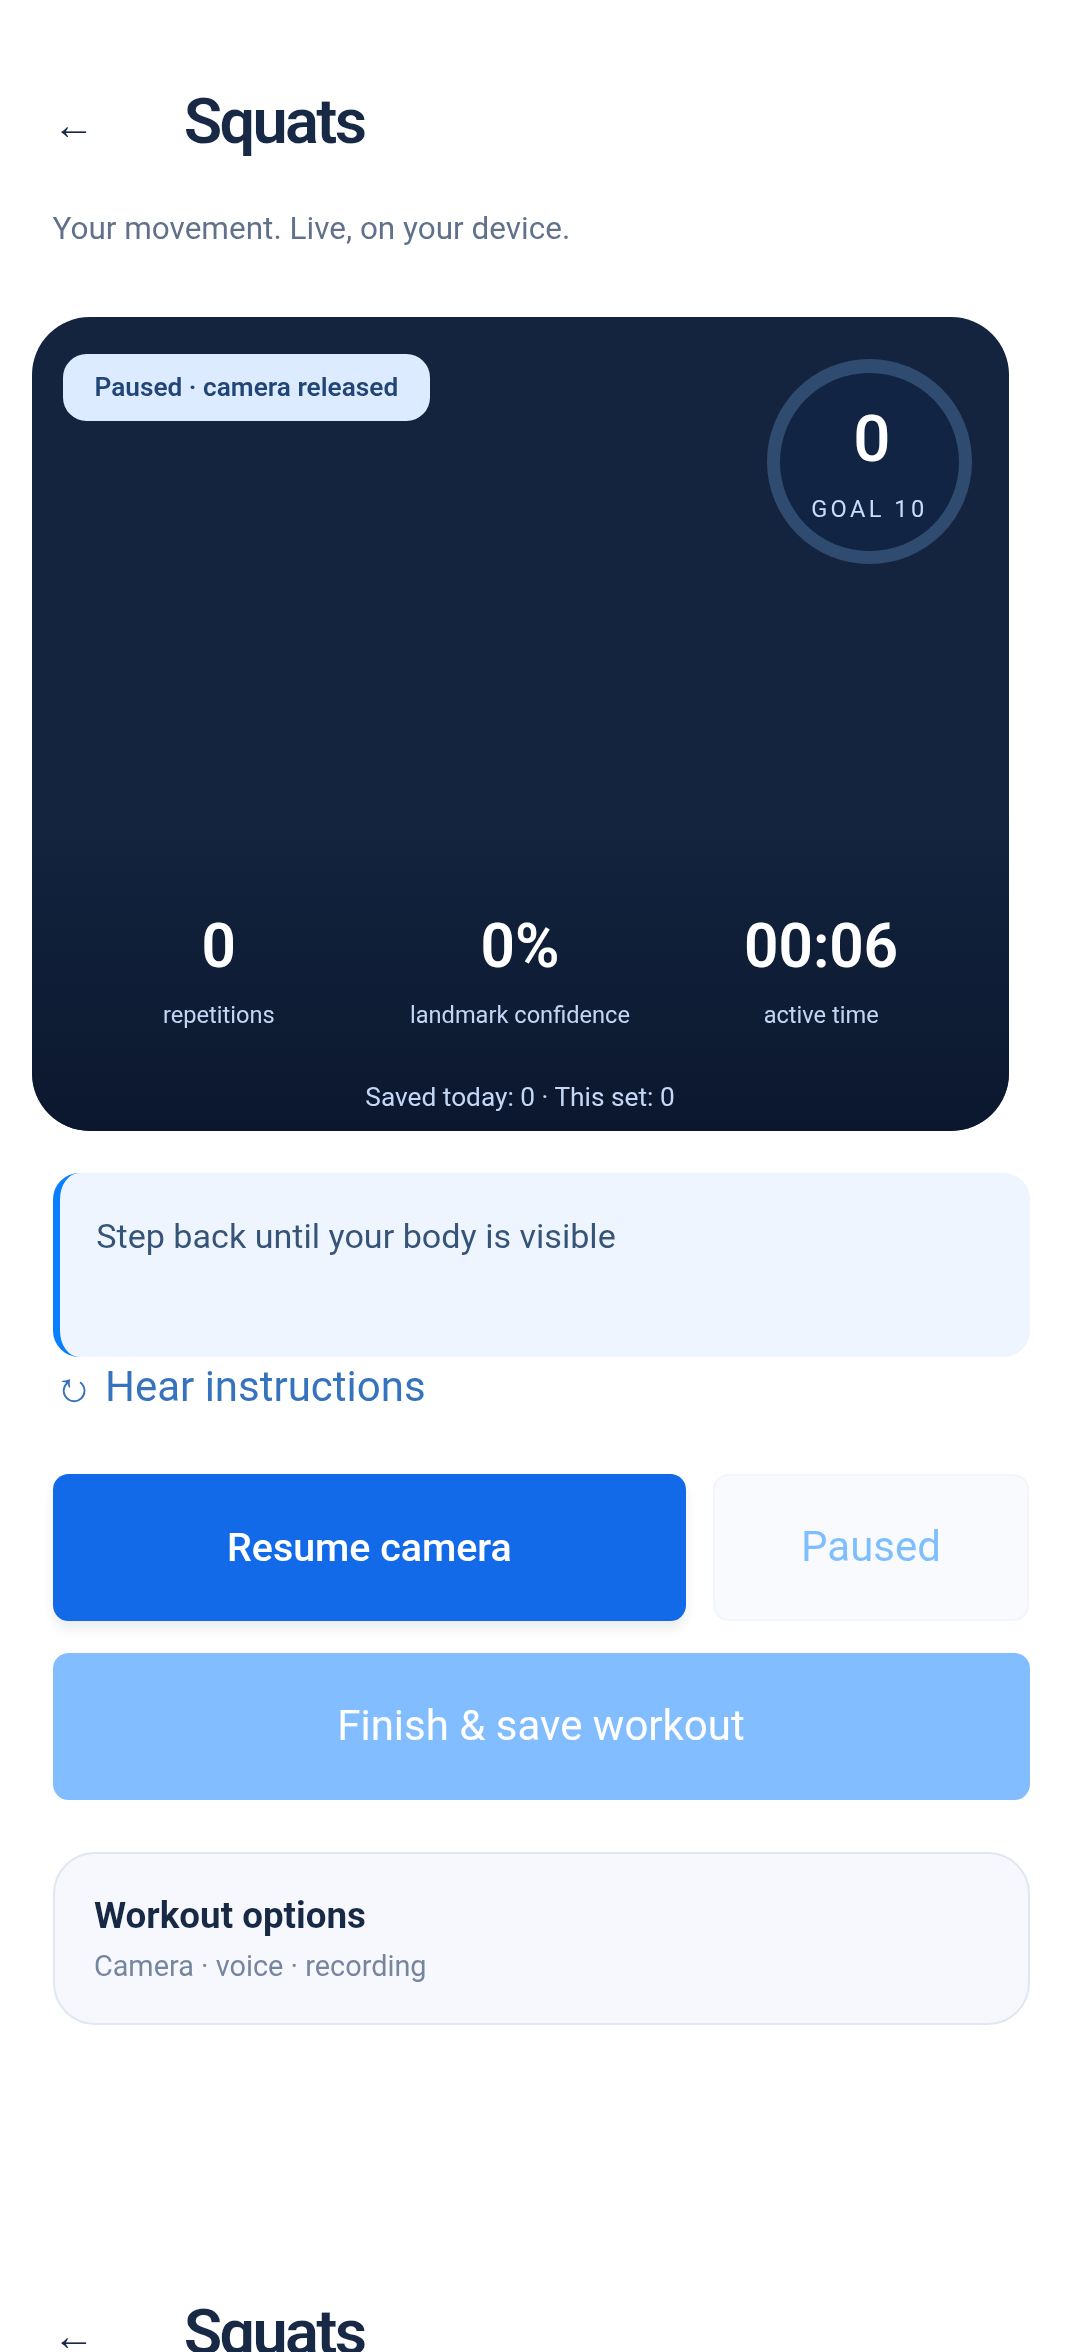 ← Squats
Your movement. Live, on your device.
Paused · camera released
0
GOAL 10
0 0% 00:06
repetitions landmark confidence active time
Saved today: 0 · This set: 0
Step back until your body is visible
↻ Hear instructions
Resume camera Paused
Finish & save workout
Workout options
Camera · voice · recording
← Squats